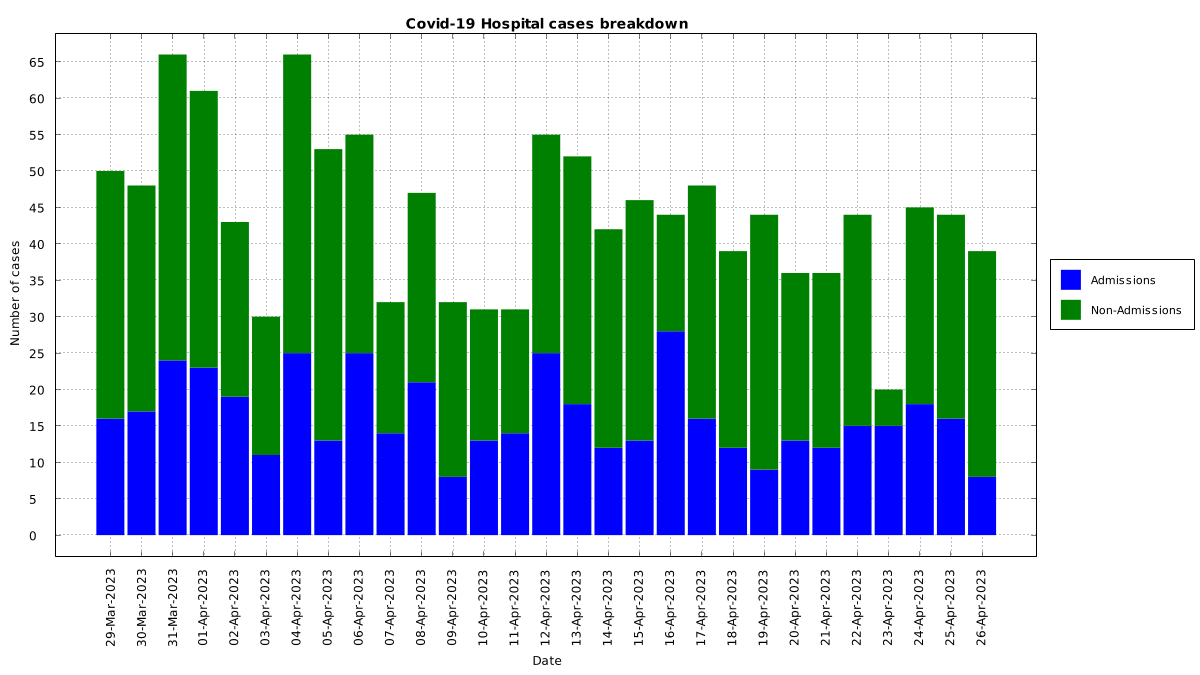 Covid-19 Hospital cases breakdown
65
60
55
50
45
40
35
30
25
20
15
10
5
0
Number of cases
29-Mar-2023
30-Mar-2023
31-Mar-2023
01-Apr-2023
02-Apr-2023
03-Apr-2023
04-Apr-2023
05-Apr-2023
06-Apr-2023
07-Apr-2023
08-Apr-2023
09-Apr-2023
10-Apr-2023
11-Apr-2023
12-Apr-2023
13-Apr-2023
14-Apr-2023
15-Apr-2023
16-Apr-2023
17-Apr-2023
18-Apr-2023
19-Apr-2023
20-Apr-2023
21-Apr-2023
22-Apr-2023
23-Apr-2023
24-Apr-2023
25-Apr-2023
26-Apr-2023
Date
Admissions
Non-Admissions